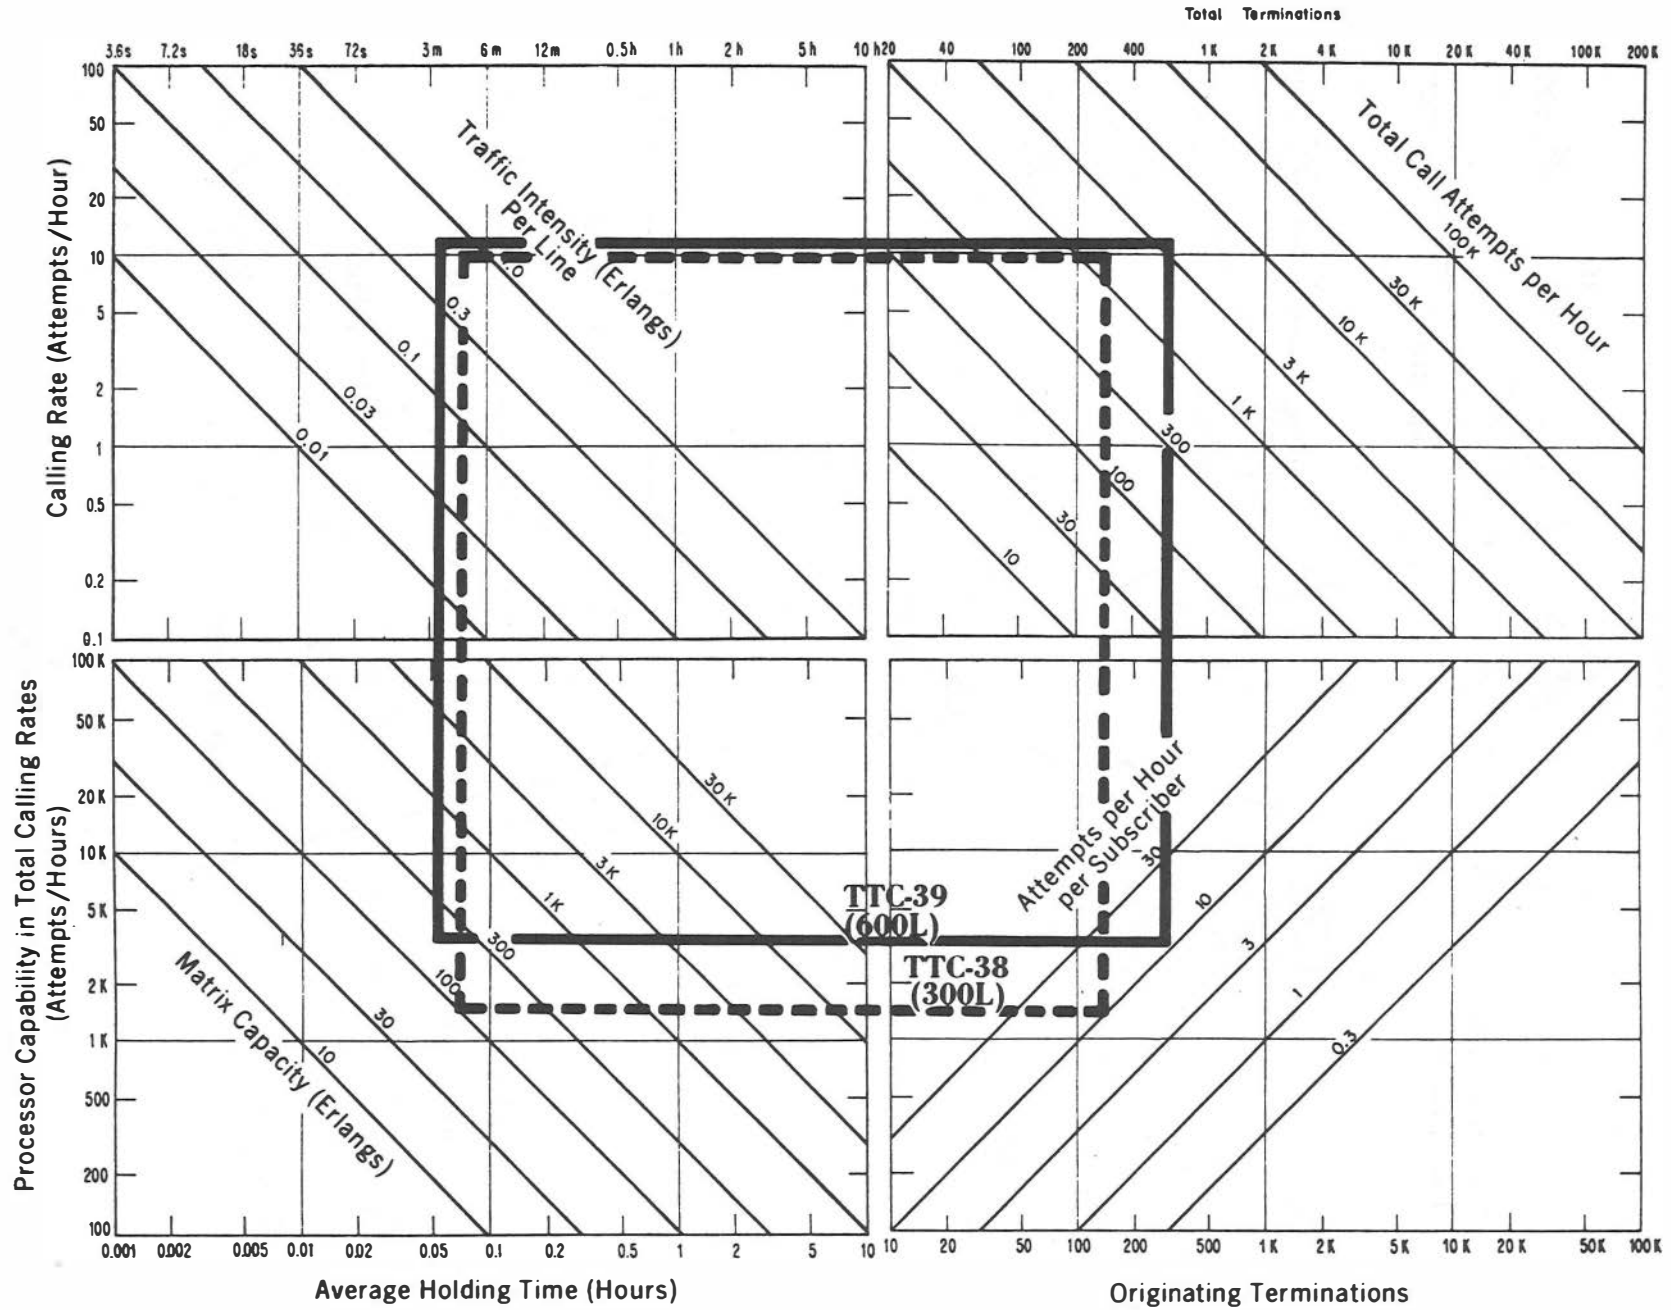 Total Terminations
3.6s 7.2s 18s 36s 72s 3m 6m 12m 0.5h 1h 2h 5h 10h 20 40 100 200 400 1K 2K 4K 10K 20K 40K 100K 200K
100
50
20
10
5
2
1
0.5
0.2
0.1
Calling Rate (Attempts/Hour)
Traffic Intensity (Erlangs)
Per Line
.0
0.3
0.1
0.03
0.01
Total Call Attempts per Hour
100K
30K
10K
3K
1K
300
100
30
10
100K
50K
20K
10K
5K
2K
1K
500
200
100
Processor Capability in Total Calling Rates
(Attempts/Hours)
30K
10K
3K
1K
300
100
30
10
Matrix Capacity (Erlangs)
TTC-39
(600L)
TTC-38
(300L)
Attempts per Hour
per Subscriber
30
10
3
1
0.3
0.001 0.002 0.005 0.01 0.02 0.05 0.1 0.2 0.5 1 2 5 10 10 20 50 100 200 500 1K 2K 5K 10K 20K 50K 100K
Average Holding Time (Hours)
Originating Terminations